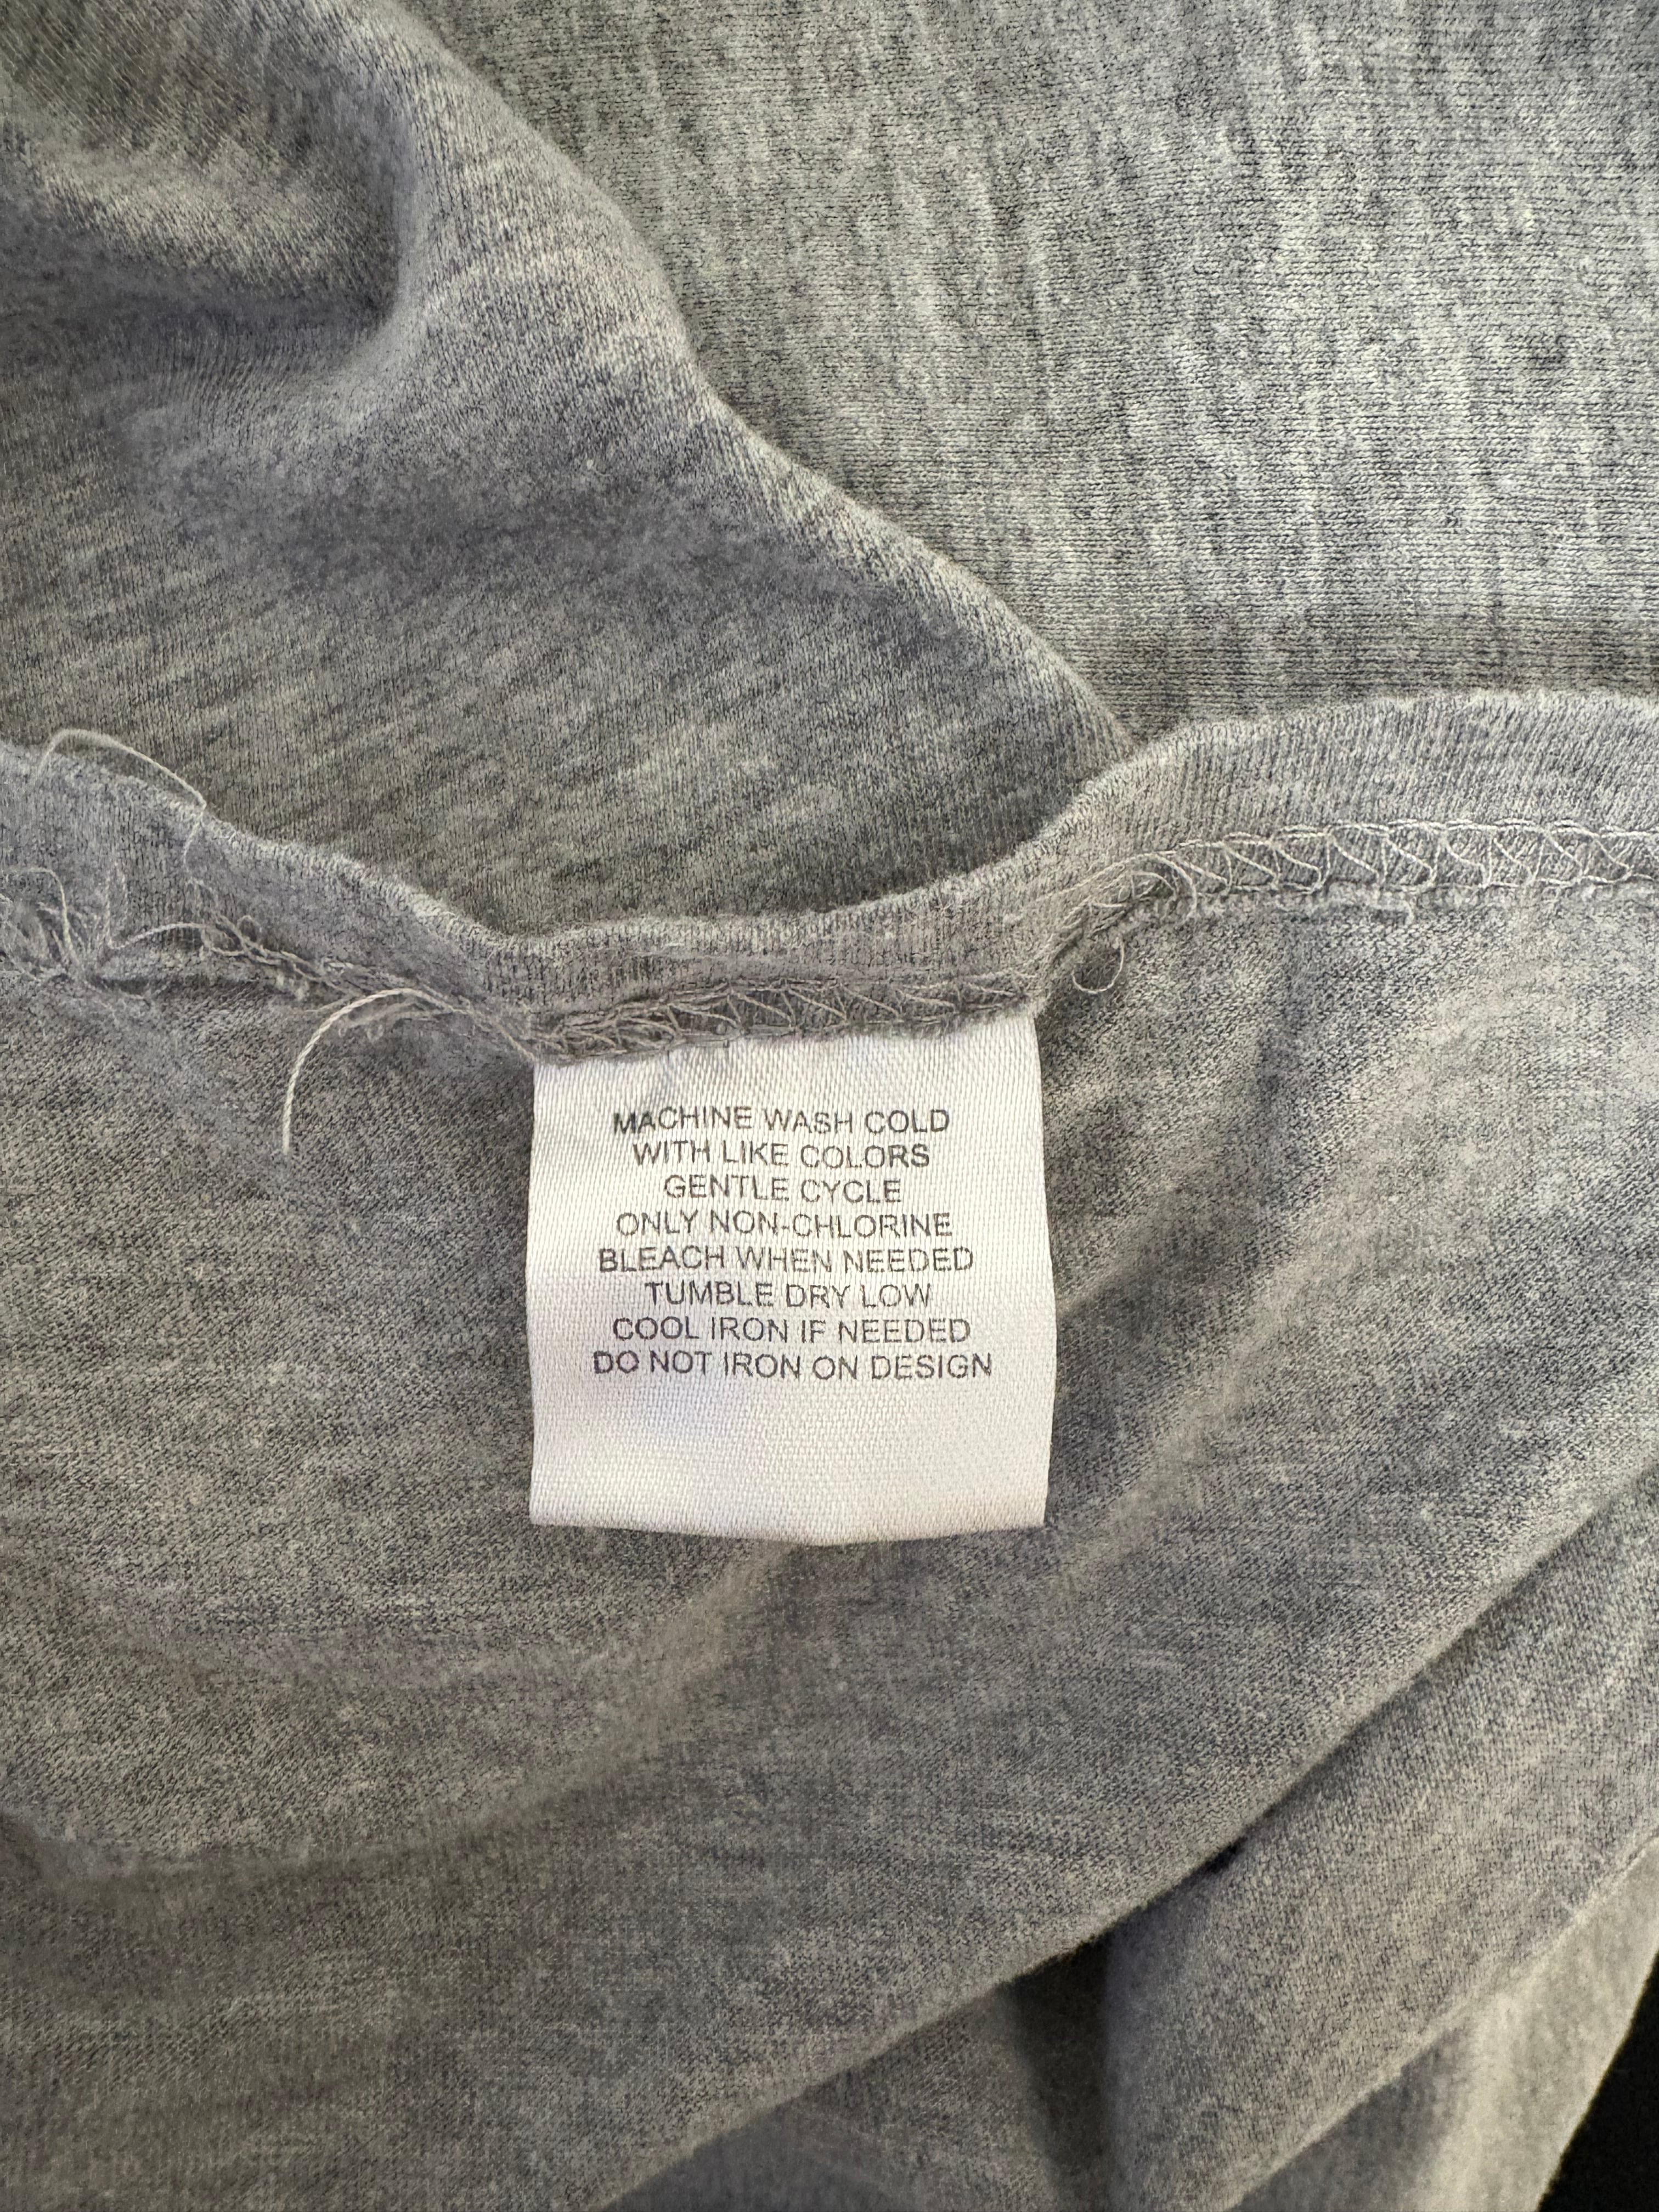 MACHINE WASH COLD
WITH LIKE COLORS
GENTLE CYCLE
ONLY NON-CHLORINE
BLEACH WHEN NEEDED
TUMBLE DRY LOW
COOL IRON IF NEEDED
DO NOT IRON ON DESIGN